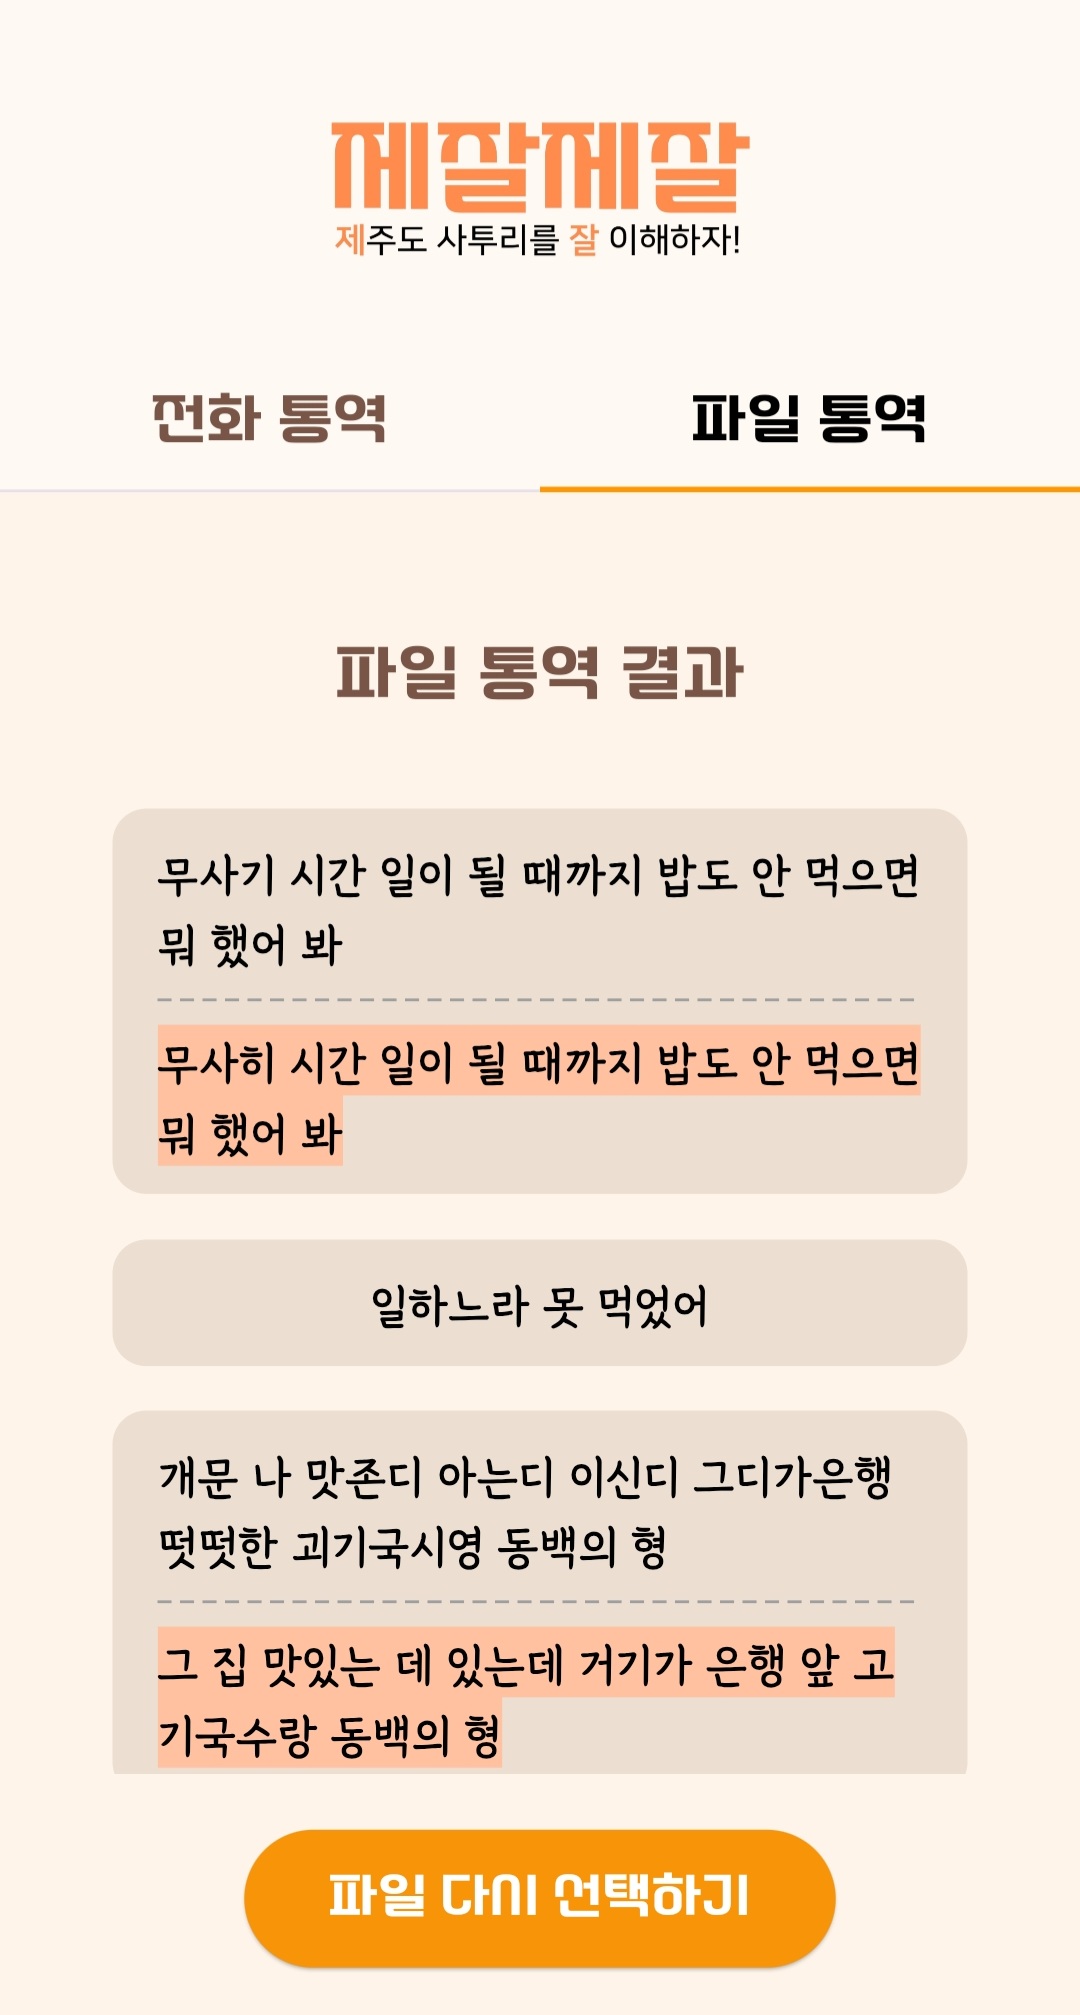 제잘제잘
제주도 사투리를 잘 이해하자!
전화 통역
파일 통역
파일 통역 결과
무사기 시간 일이 될 때까지 밥도 안 먹으면
뭐 했어 봐
무사히 시간 일이 될 때까지 밥도 안 먹으면
뭐 했어 봐
일하느라 못 먹었어
개문 나 맛존디 아는디 이신디 그디가은행
떳떳한 괴기국시영 동백의 형
그 집 맛있는 데 있는데 거기가 은행 앞 고
기국수랑 동백의 형
파일 다시 선택하기